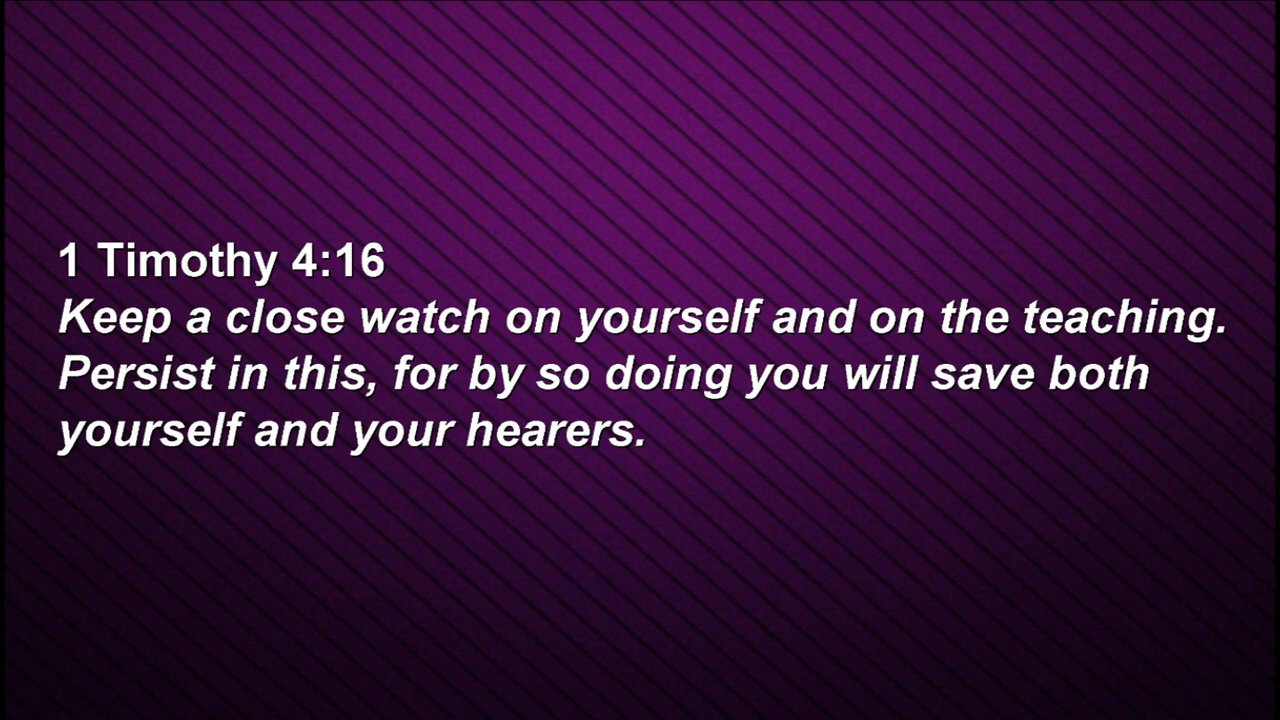 1 Timothy 4:16
Keep a close watch on yourself and on the teaching.
Persist in this, for by so doing you will save both
yourself and your hearers.